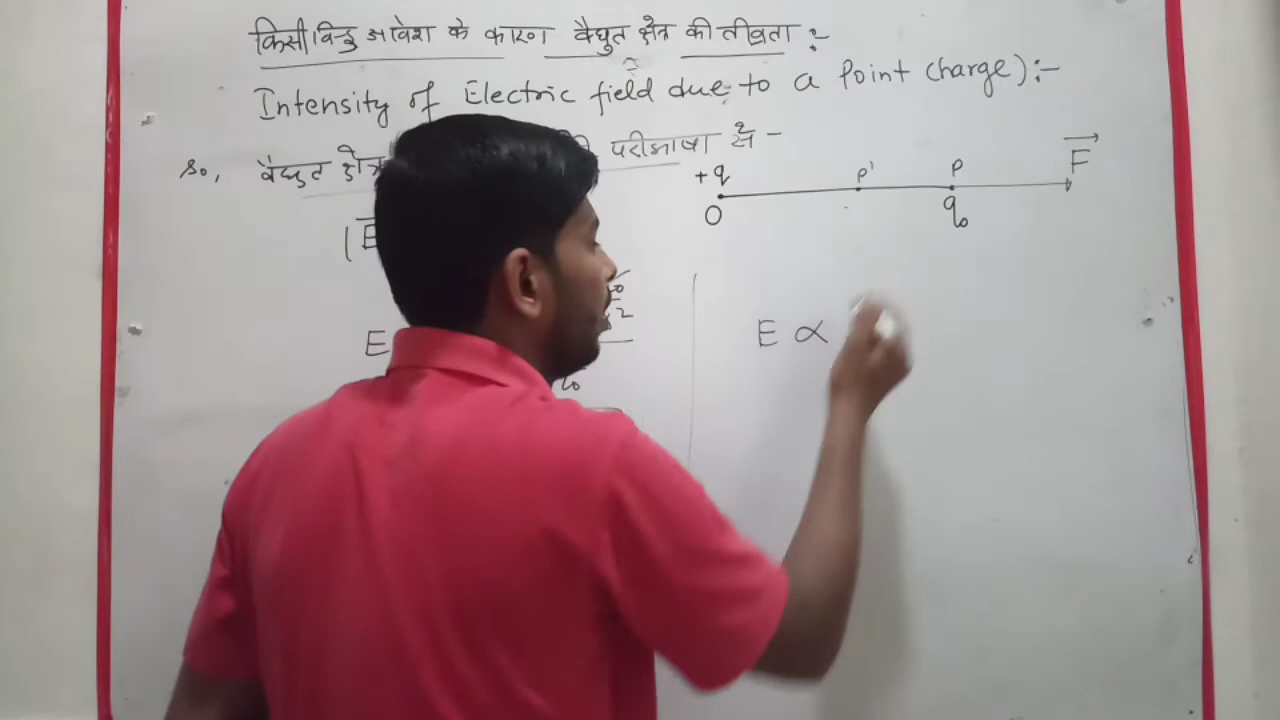 किसी बिन्दु आवेश के कारण वैघुत क्षेत्र की तीव्रता ?
Intensity of Electric field due to a Point Charge):-
So, वैघुत क्षेत्र परीभाषा से -
+q P' P F
O q₀
E
E ∝